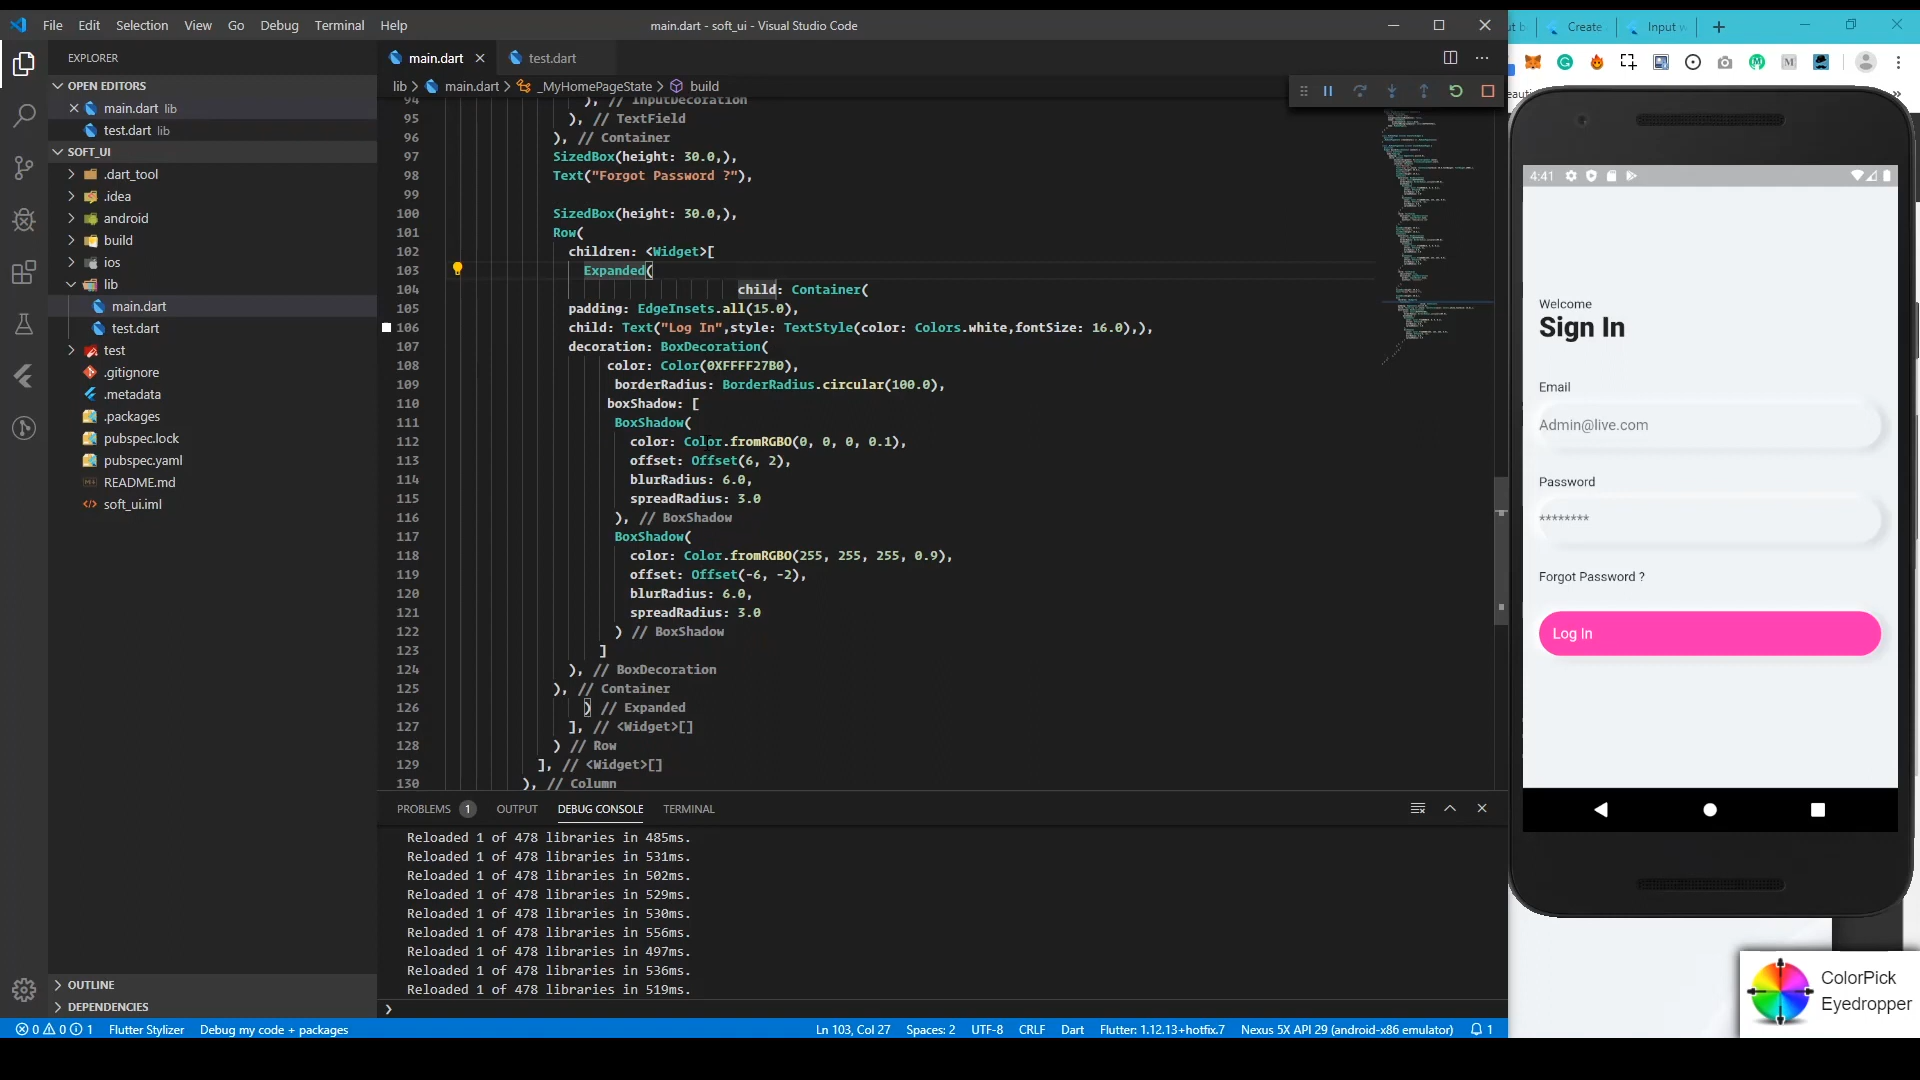 File Edit Selection View Go Debug Terminal Help
main.dart - soft_ui - Visual Studio Code
Create
Input
EXPLORER
OPEN EDITORS
main.dart lib
test.dart lib
SOFT_UI
.dart_tool
.idea
android
build
ios
lib
main.dart
test.dart
test
.gitignore
.metadata
.packages
pubspec.lock
pubspec.yaml
README.md
soft_ui.iml
OUTLINE
DEPENDENCIES
main.dart
test.dart
lib > main.dart > _MyHomePageState > build
94 ), // InputDecoration
95 ), // TextField
96 ), // Container
97 SizedBox(height: 30.0,),
98 Text("Forgot Password ?"),
99
100 SizedBox(height: 30.0,),
101 Row(
102 children: <Widget>[
103 Expanded(
104 child: Container(
105 padding: EdgeInsets.all(15.0),
106 child: Text("Log In",style: TextStyle(color: Colors.white,fontSize: 16.0),),
107 decoration: BoxDecoration(
108 color: Color(0XFFFF27B0),
109 borderRadius: BorderRadius.circular(100.0),
110 boxShadow: [
111 BoxShadow(
112 color: Color.fromRGBO(0, 0, 0, 0.1),
113 offset: Offset(6, 2),
114 blurRadius: 6.0,
115 spreadRadius: 3.0
116 ), // BoxShadow
117 BoxShadow(
118 color: Color.fromRGBO(255, 255, 255, 0.9),
119 offset: Offset(-6, -2),
120 blurRadius: 6.0,
121 spreadRadius: 3.0
122 ) // BoxShadow
123 ]
124 ), // BoxDecoration
125 ), // Container
126 ) // Expanded
127 ], // <Widget>[]
128 ) // Row
129 ], // <Widget>[]
130 ), // Column
PROBLEMS 1 OUTPUT DEBUG CONSOLE TERMINAL
Reloaded 1 of 478 libraries in 485ms.
Reloaded 1 of 478 libraries in 531ms.
Reloaded 1 of 478 libraries in 502ms.
Reloaded 1 of 478 libraries in 529ms.
Reloaded 1 of 478 libraries in 530ms.
Reloaded 1 of 478 libraries in 556ms.
Reloaded 1 of 478 libraries in 497ms.
Reloaded 1 of 478 libraries in 536ms.
Reloaded 1 of 478 libraries in 519ms.
0 0 1 Flutter Stylizer Debug my code + packages
Ln 103, Col 27 Spaces: 2 UTF-8 CRLF Dart Flutter: 1.12.13+hotfix.7 Nexus 5X API 29 (android-x86 emulator) 1
4:41
Welcome
Sign In
Email
Admin@live.com
Password
********
Forgot Password ?
Log In
ColorPick
Eyedropper